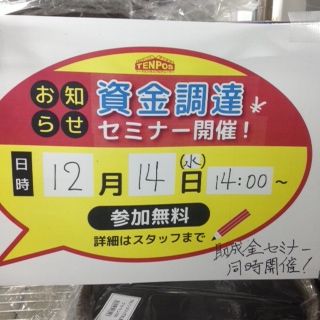 TENPOS
お知らせ
資金調達
セミナー開催!
日時 12月14日(水) 14:00~
参加無料
詳細はスタッフまで
助成金セミナー
同時開催!